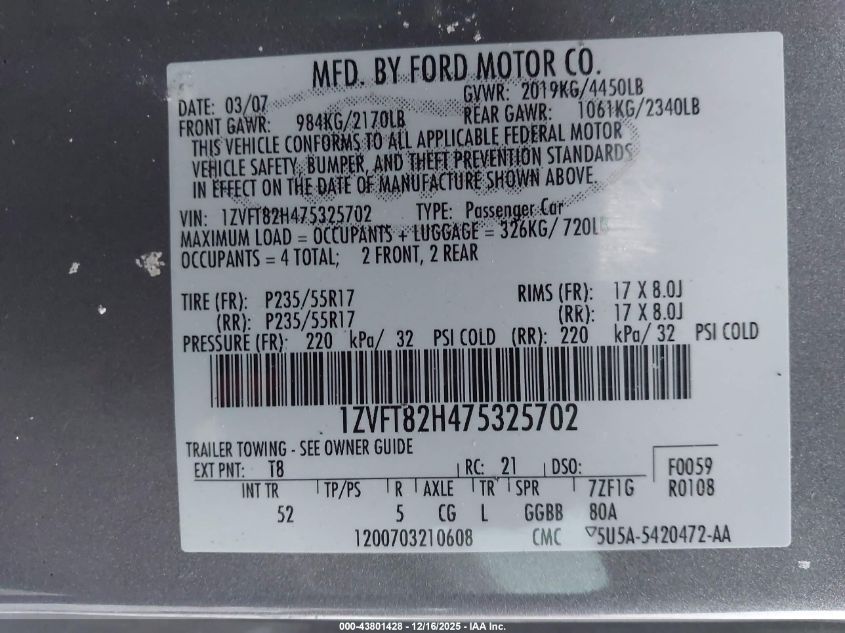 MFD. BY FORD MOTOR CO.
DATE: 03/07 GVWR: 2019KG/4450LB
FRONT GAWR: 984KG/2170LB REAR GAWR: 1061KG/2340LB
THIS VEHICLE CONFORMS TO ALL APPLICABLE FEDERAL MOTOR
VEHICLE SAFETY, BUMPER, AND THEFT PREVENTION STANDARDS
IN EFFECT ON THE DATE OF MANUFACTURE SHOWN ABOVE.
VIN: 1ZVFT82H475325702 TYPE: Passenger Car
MAXIMUM LOAD = OCCUPANTS + LUGGAGE = 326KG/ 720LB
OCCUPANTS = 4 TOTAL; 2 FRONT, 2 REAR
TIRE (FR): P235/55R17 RIMS (FR): 17 X 8.0J
(RR): P235/55R17 (RR): 17 X 8.0J
PRESSURE (FR): 220 kPa/ 32 PSI COLD (RR): 220 kPa/ 32 PSI COLD
1ZVFT82H475325702
TRAILER TOWING - SEE OWNER GUIDE
EXT PNT: T8 RC: 21 DSO: F0059
INT TR TP/PS R AXLE TR SPR 7ZF1G R0108
52 5 CG L GGBB 80A
1200703210608 CMC ▽5U5A-5420472-AA
000-43801428 - 12/16/2025 - IAA Inc.